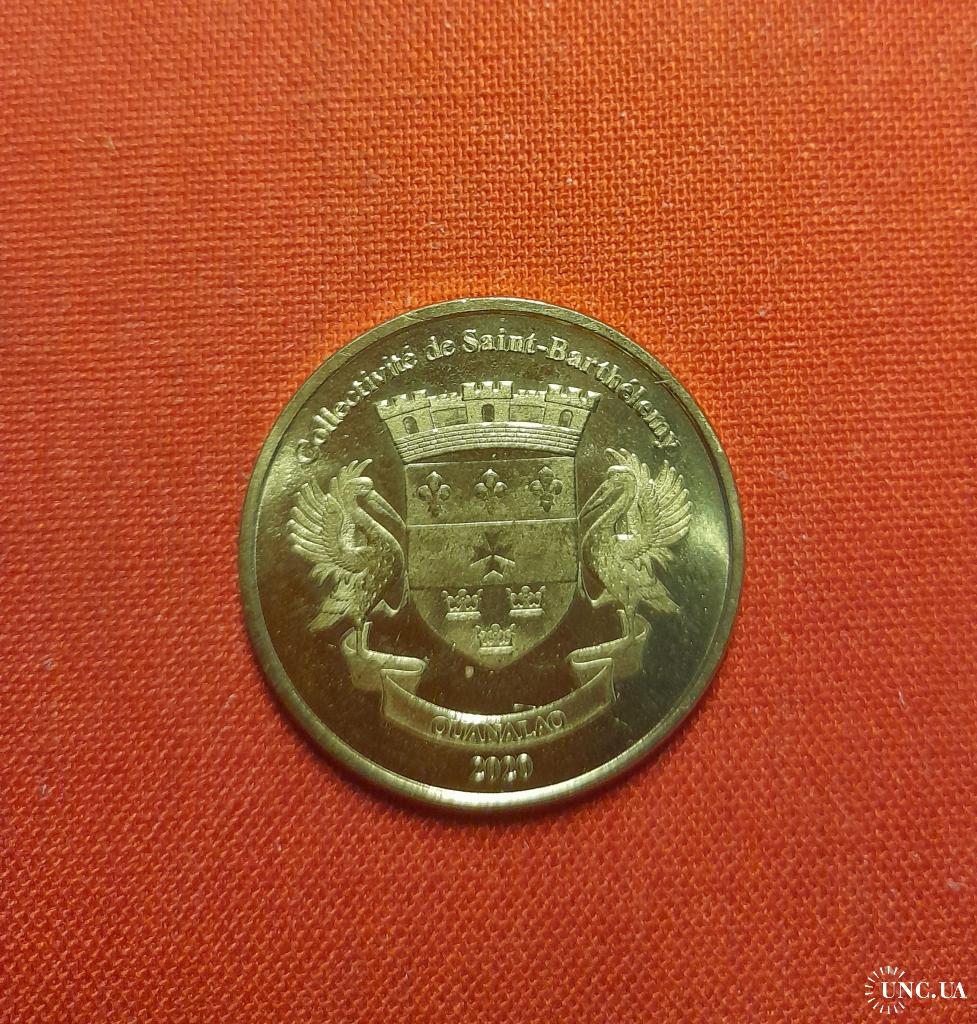 Collectivité de Saint-Barthélemy
OUANALAO
2020
UNC.UA